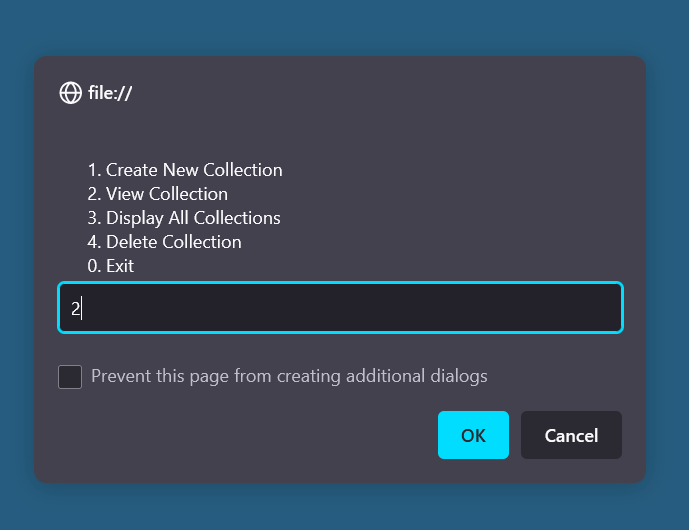 file://
1. Create New Collection
2. View Collection
3. Display All Collections
4. Delete Collection
0. Exit
2
Prevent this page from creating additional dialogs
OK Cancel